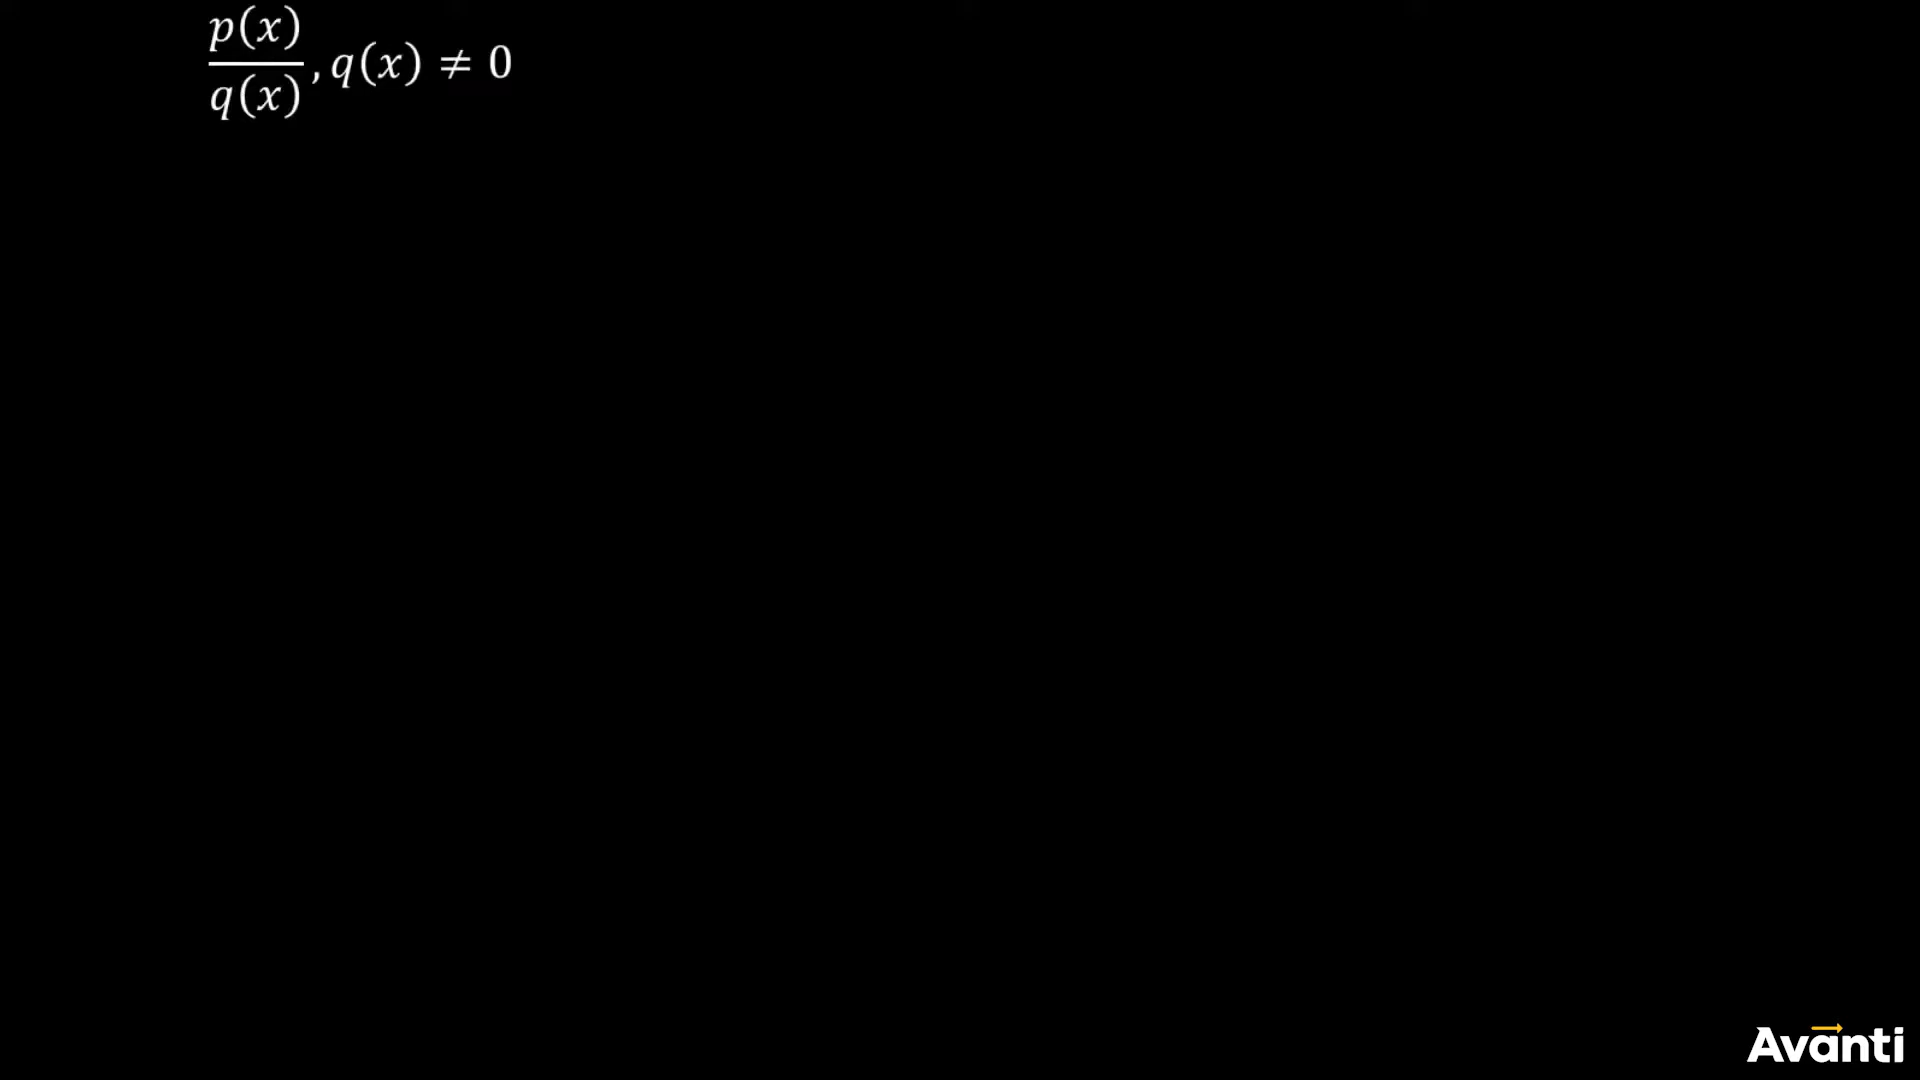 p(x)/q(x), q(x) ≠ 0
Avanti